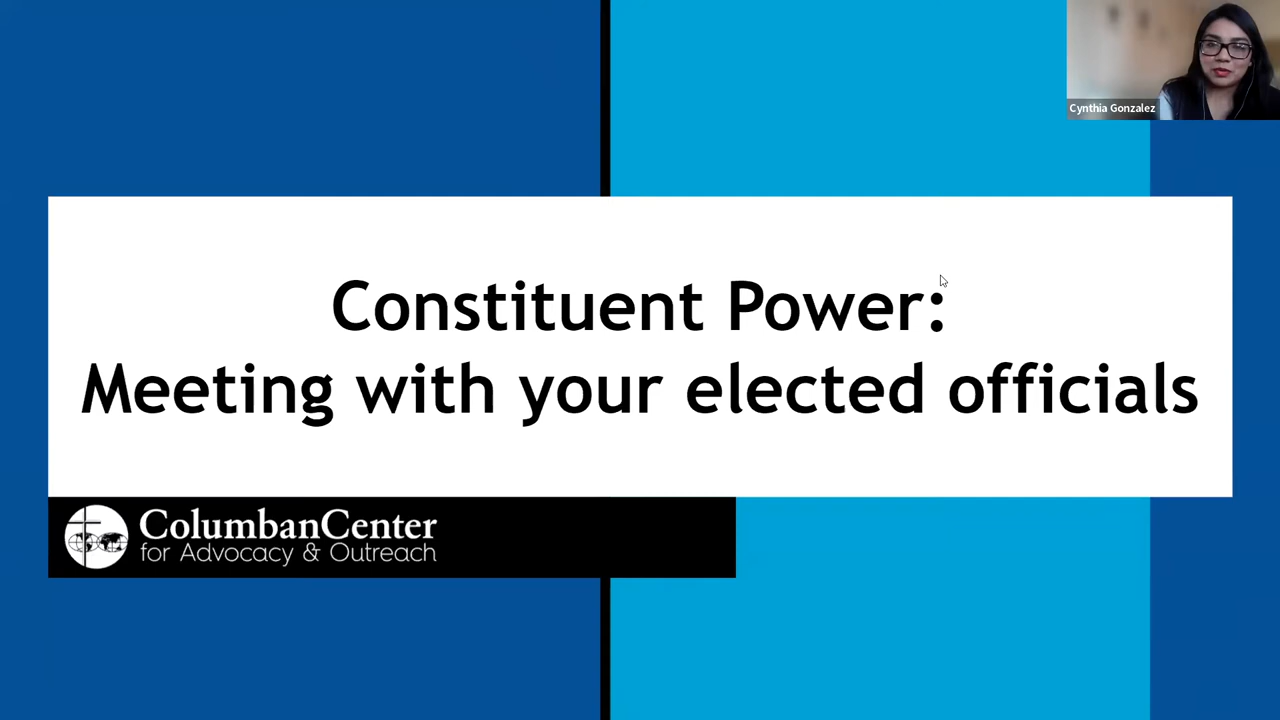 Cynthia Gonzalez
Constituent Power:
Meeting with your elected officials
ColumbanCenter
for Advocacy & Outreach